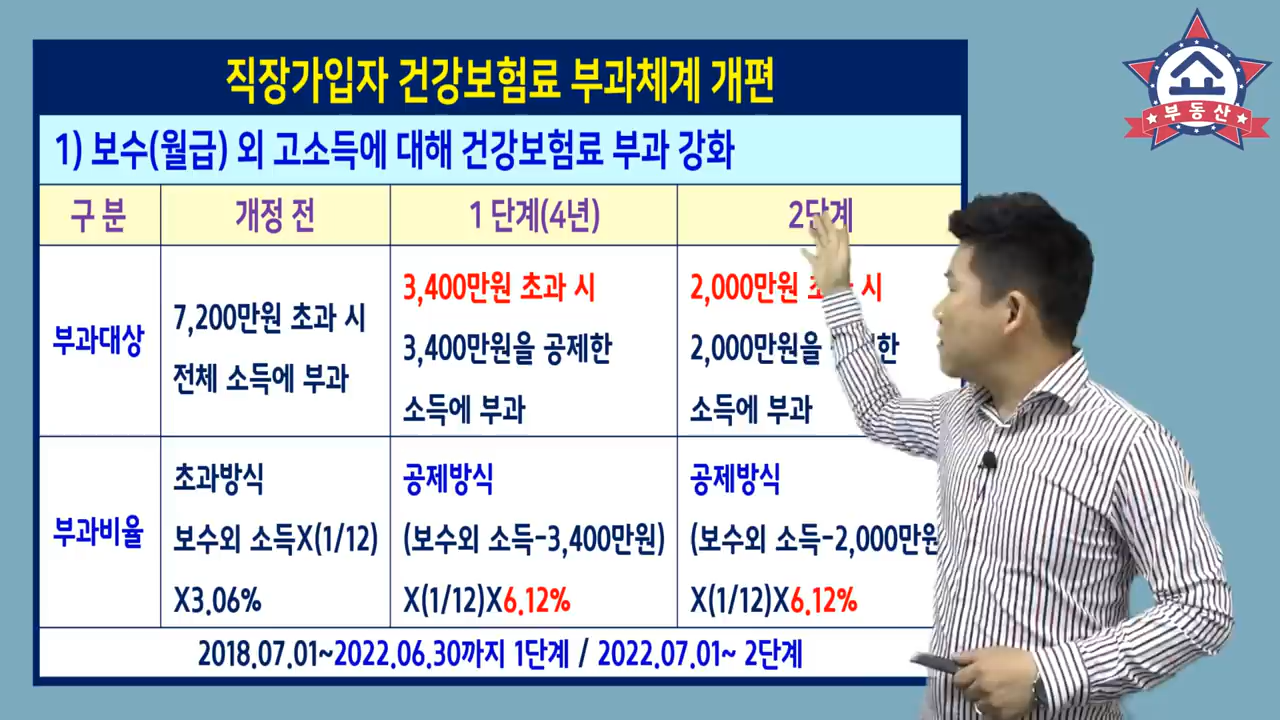 직장가입자 건강보험료 부과체계 개편
부동산
1) 보수(월급) 외 고소득에 대해 건강보험료 부과 강화
구 분
개정 전
1 단계(4년)
2단계
부과대상
7,200만원 초과 시
전체 소득에 부과
3,400만원 초과 시
3,400만원을 공제한
소득에 부과
2,000만원 시
2,000만원을
소득에 부과
부과비율
초과방식
보수외 소득X(1/12)
X3.06%
공제방식
(보수외 소득-3,400만원)
X(1/12)X6.12%
공제방식
(보수외 소득-2,000만원
X(1/12)X6.12%
2018.07.01~2022.06.30까지 1단계 / 2022.07.01~ 2단계